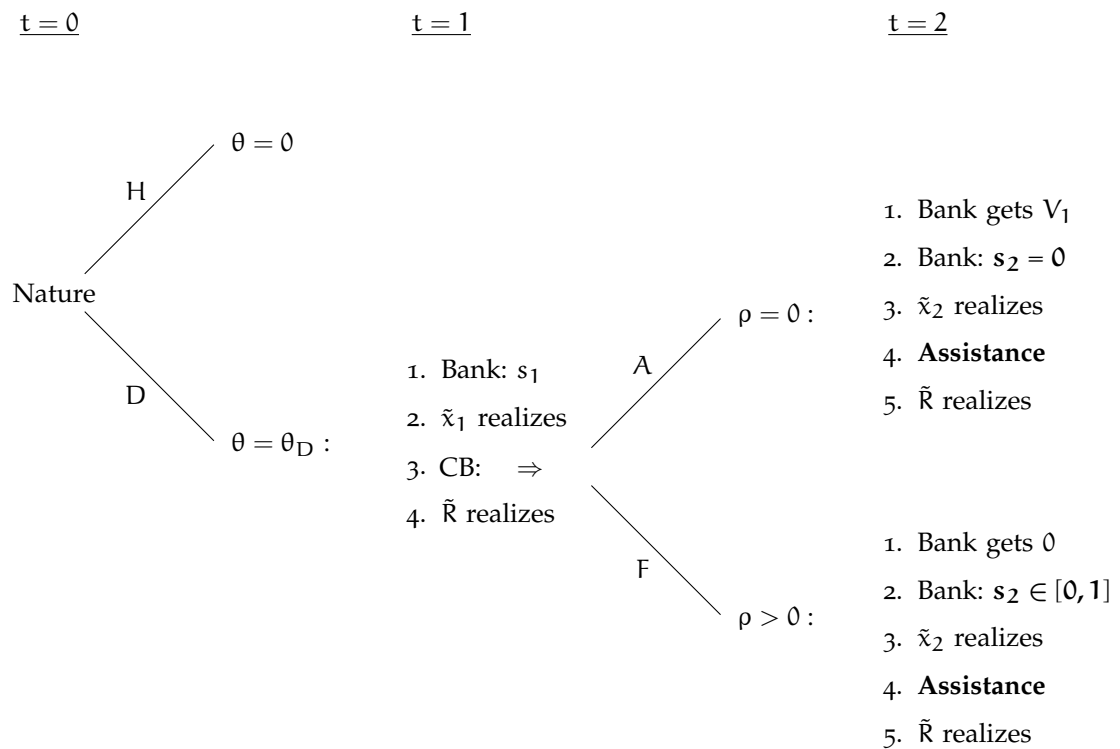 t = 0
t = 1
t = 2
θ = 0
H
1. Bank gets V₁
2. Bank: s₂ = 0
Nature
3. x̃₂ realizes
ρ = 0 :
4. Assistance
1. Bank: s₁
A
5. R̃ realizes
D
2. x̃₁ realizes
θ = θ_D :
3. CB: ⇒
4. R̃ realizes
1. Bank gets 0
F
2. Bank: s₂ ∈ [0, 1]
ρ > 0 :
3. x̃₂ realizes
4. Assistance
5. R̃ realizes